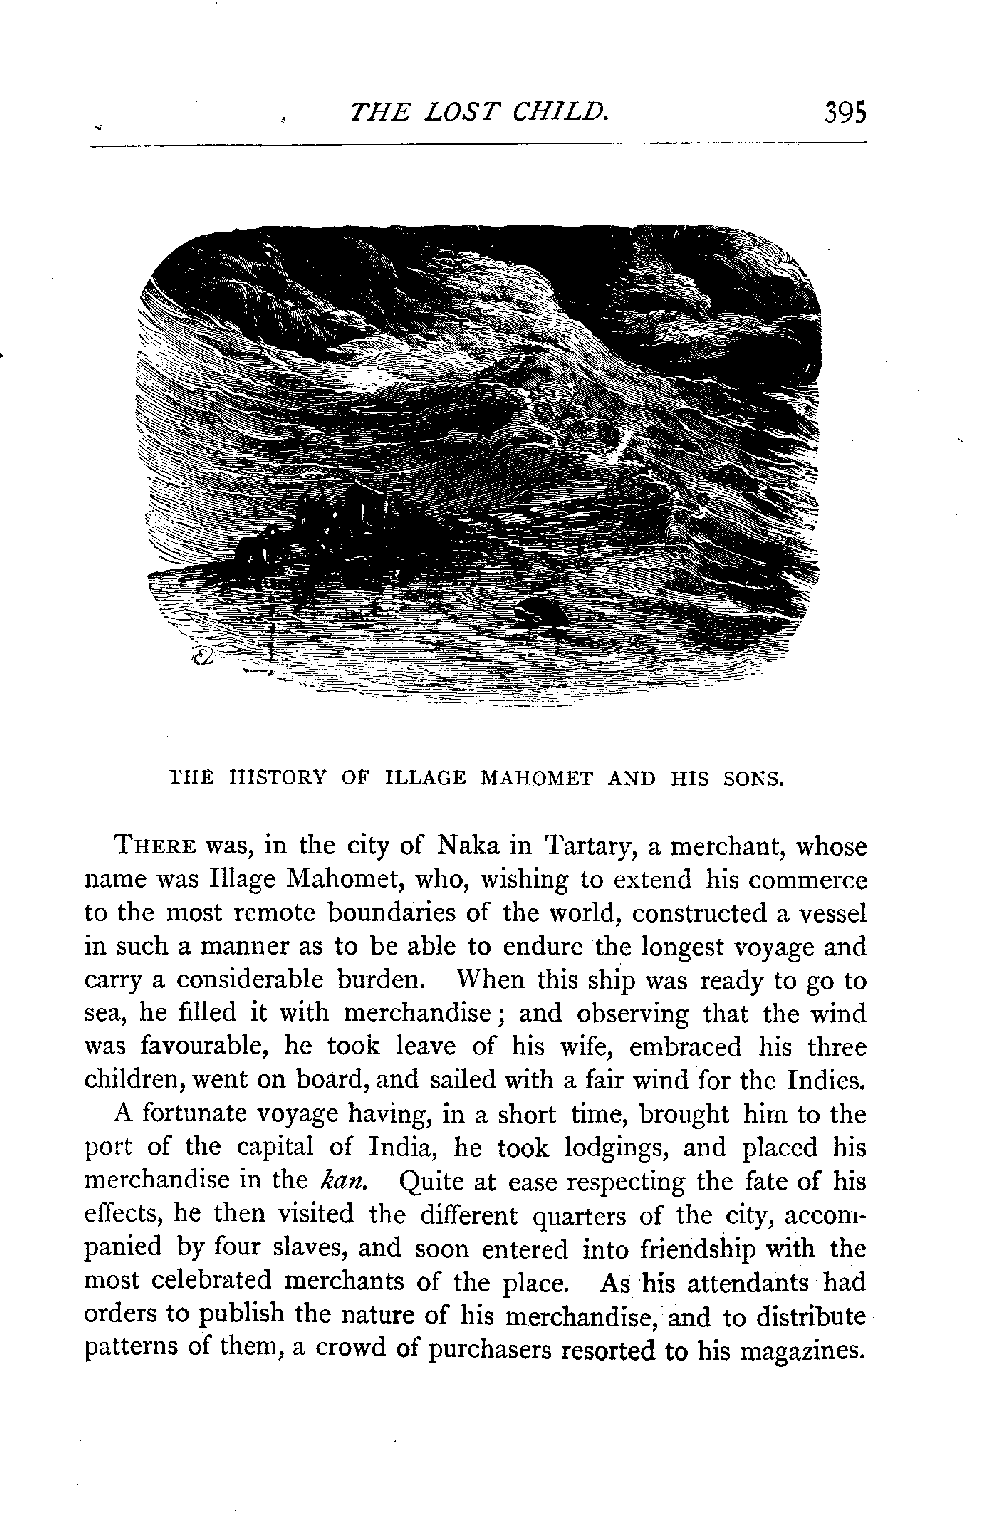 THE LOST CHILD. 395
THE HISTORY OF ILLAGE MAHOMET AND HIS SONS.
THERE was, in the city of Naka in Tartary, a merchant, whose
name was Illage Mahomet, who, wishing to extend his commerce
to the most remote boundaries of the world, constructed a vessel
in such a manner as to be able to endure the longest voyage and
carry a considerable burden. When this ship was ready to go to
sea, he filled it with merchandise; and observing that the wind
was favourable, he took leave of his wife, embraced his three
children, went on board, and sailed with a fair wind for the Indies.
A fortunate voyage having, in a short time, brought him to the
port of the capital of India, he took lodgings, and placed his
merchandise in the kan. Quite at ease respecting the fate of his
effects, he then visited the different quarters of the city, accom-
panied by four slaves, and soon entered into friendship with the
most celebrated merchants of the place. As his attendants had
orders to publish the nature of his merchandise, and to distribute
patterns of them, a crowd of purchasers resorted to his magazines.